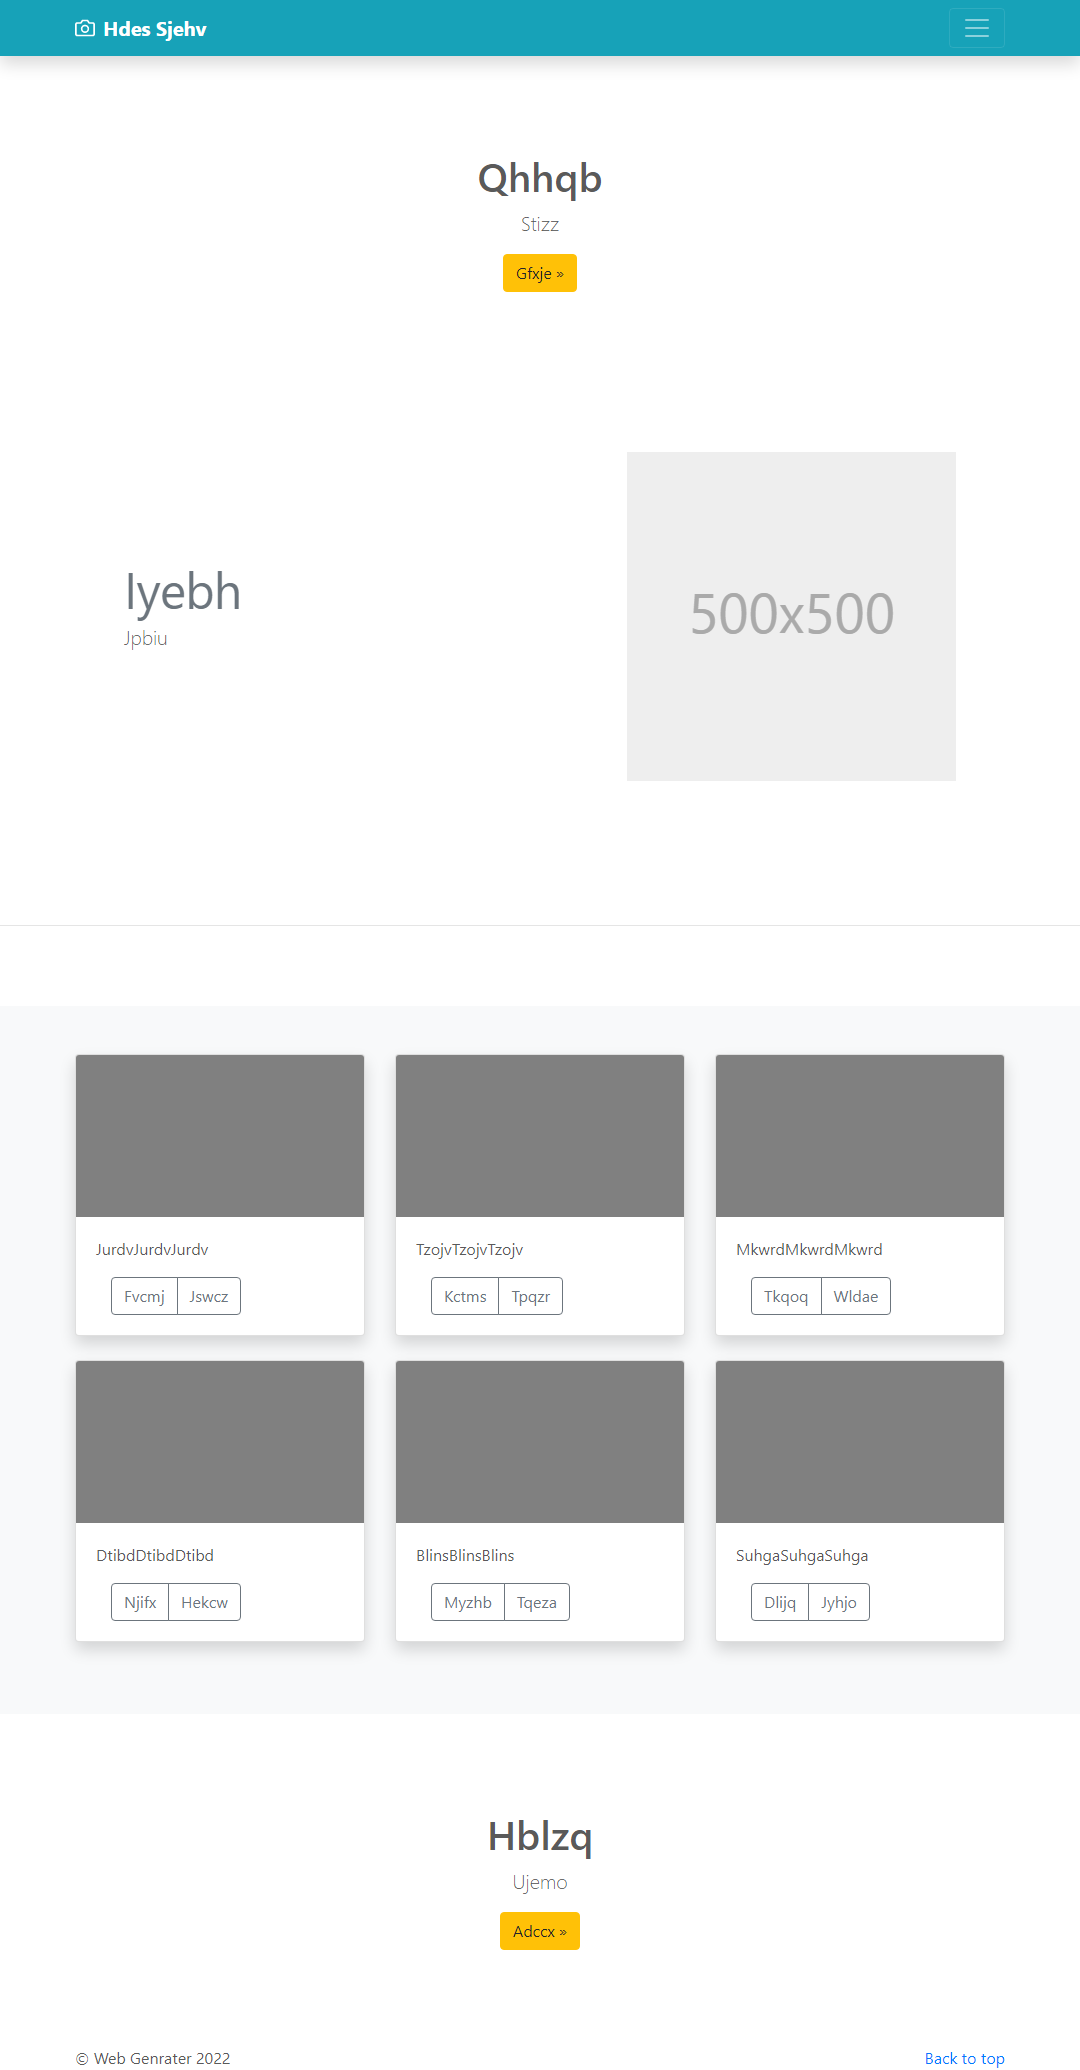 Hdes Sjehv
Qhhqb
Stizz
Gfxje »
Iyebh
Jpbiu
500x500
JurdvJurdvJurdv
Fvcmj Jswcz
TzojvTzojvTzojv
Kctms Tpqzr
MkwrdMkwrdMkwrd
Tkqoq Wldae
DtibdDtibdDtibd
Njifx Hekcw
BlinsBlinsBlins
Myzhb Tqeza
SuhgaSuhgaSuhga
Dlijq Jyhjo
Hblzq
Ujemo
Adccx »
© Web Genrater 2022
Back to top